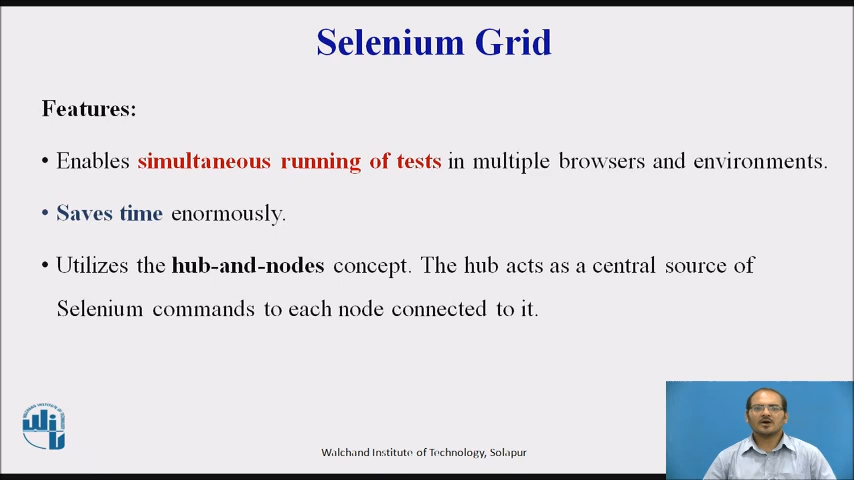 Selenium Grid
Features:
• Enables simultaneous running of tests in multiple browsers and environments.
• Saves time enormously.
• Utilizes the hub-and-nodes concept. The hub acts as a central source of
Selenium commands to each node connected to it.
Walchand Institute of Technology, Solapur